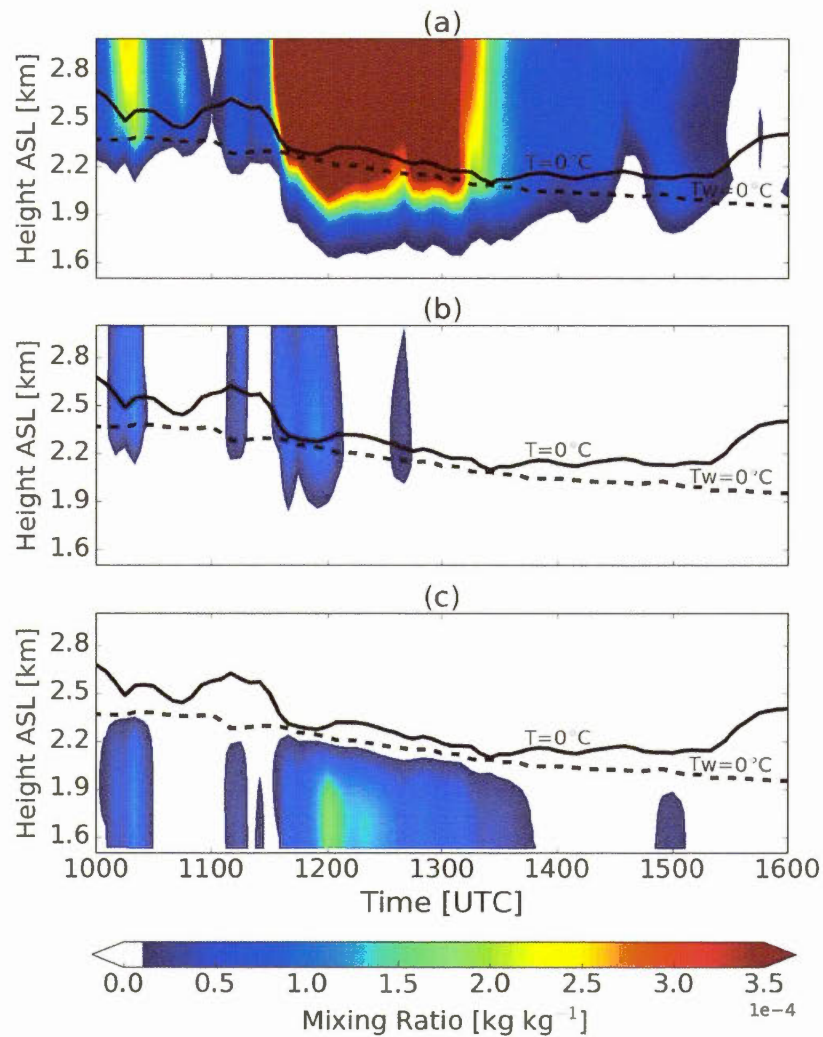 (a)
Height ASL [km]
2.8
2.5
2.2
1.9
1.6
T=0°C
Tw=0°C
(b)
Height ASL [km]
2.8
2.5
2.2
1.9
1.6
T=0°C
Tw=0°C
(c)
Height ASL [km]
2.8
2.5
2.2
1.9
1.6
T=0°C
Tw=0°C
1000 1100 1200 1300 1400 1500 1600
Time [UTC]
0.0 0.5 1.0 1.5 2.0 2.5 3.0 3.5
1e-4
Mixing Ratio [kg kg⁻¹]